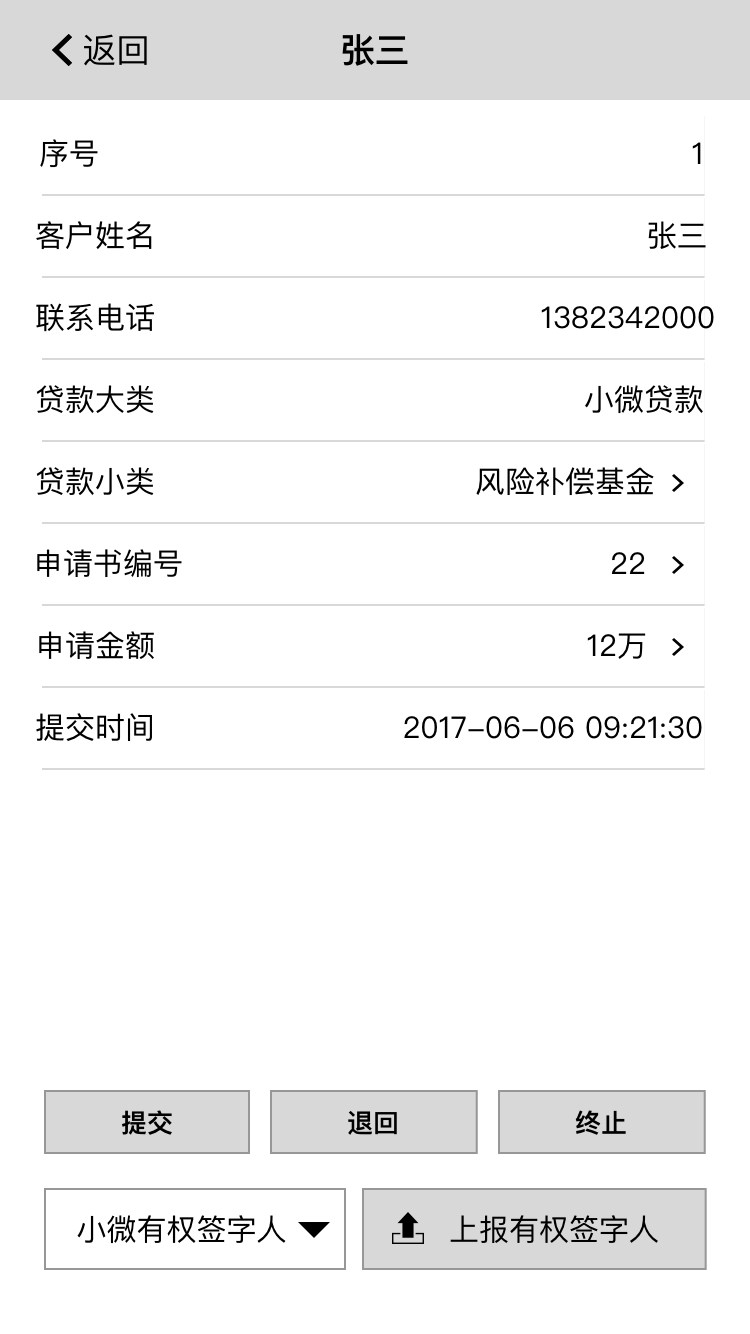 返回 张三
序号 1
客户姓名 张三
联系电话 1382342000
贷款大类 小微贷款
贷款小类 风险补偿基金 >
申请书编号 22 >
申请金额 12万 >
提交时间 2017-06-06 09:21:30
提交 退回 终止
小微有权签字人 上报有权签字人